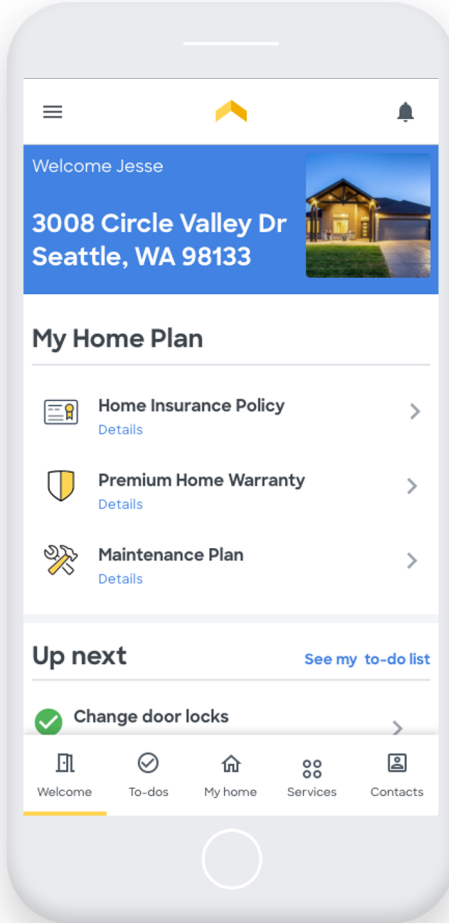 Welcome Jesse
3008 Circle Valley Dr
Seattle, WA 98133
My Home Plan
Home Insurance Policy
Details
Premium Home Warranty
Details
Maintenance Plan
Details
Up next
See my to-do list
Change door locks
Welcome
To-dos
My home
Services
Contacts